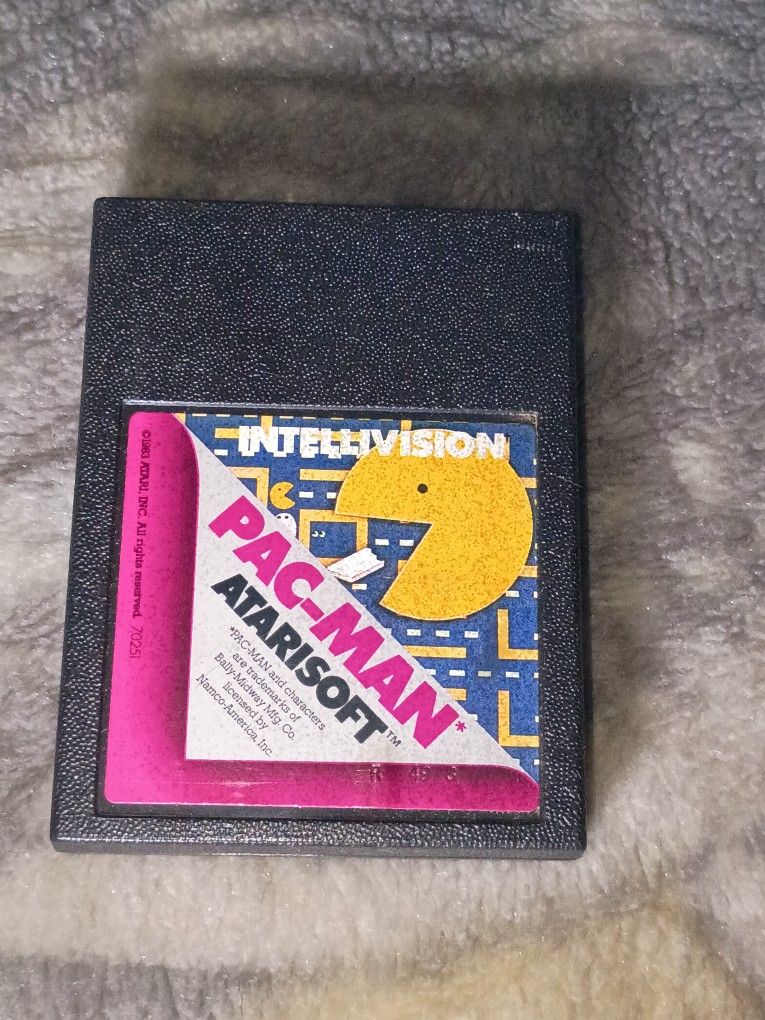 INTELLIVISION
PAC-MAN*
ATARISOFT™
*PAC-MAN and characters
are trademarks of
Bally-Midway Mfg. Co.
licensed by
Namco-America, Inc.
©1983 ATARI, INC. All rights reserved. 70251